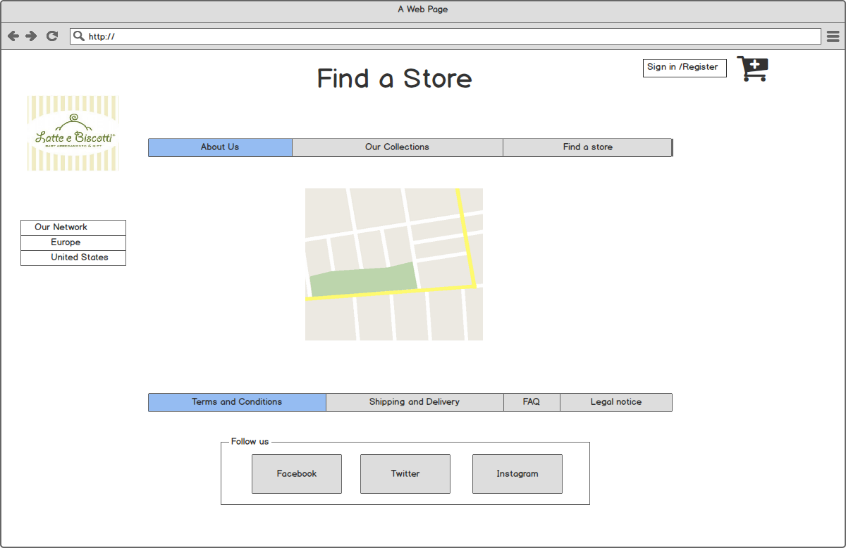 A Web Page
http://
Find a Store
Sign in /Register
Latte e Biscotti
About Us
Our Collections
Find a store
Our Network
Europe
United States
Terms and Conditions
Shipping and Delivery
FAQ
Legal notice
Follow us
Facebook
Twitter
Instagram